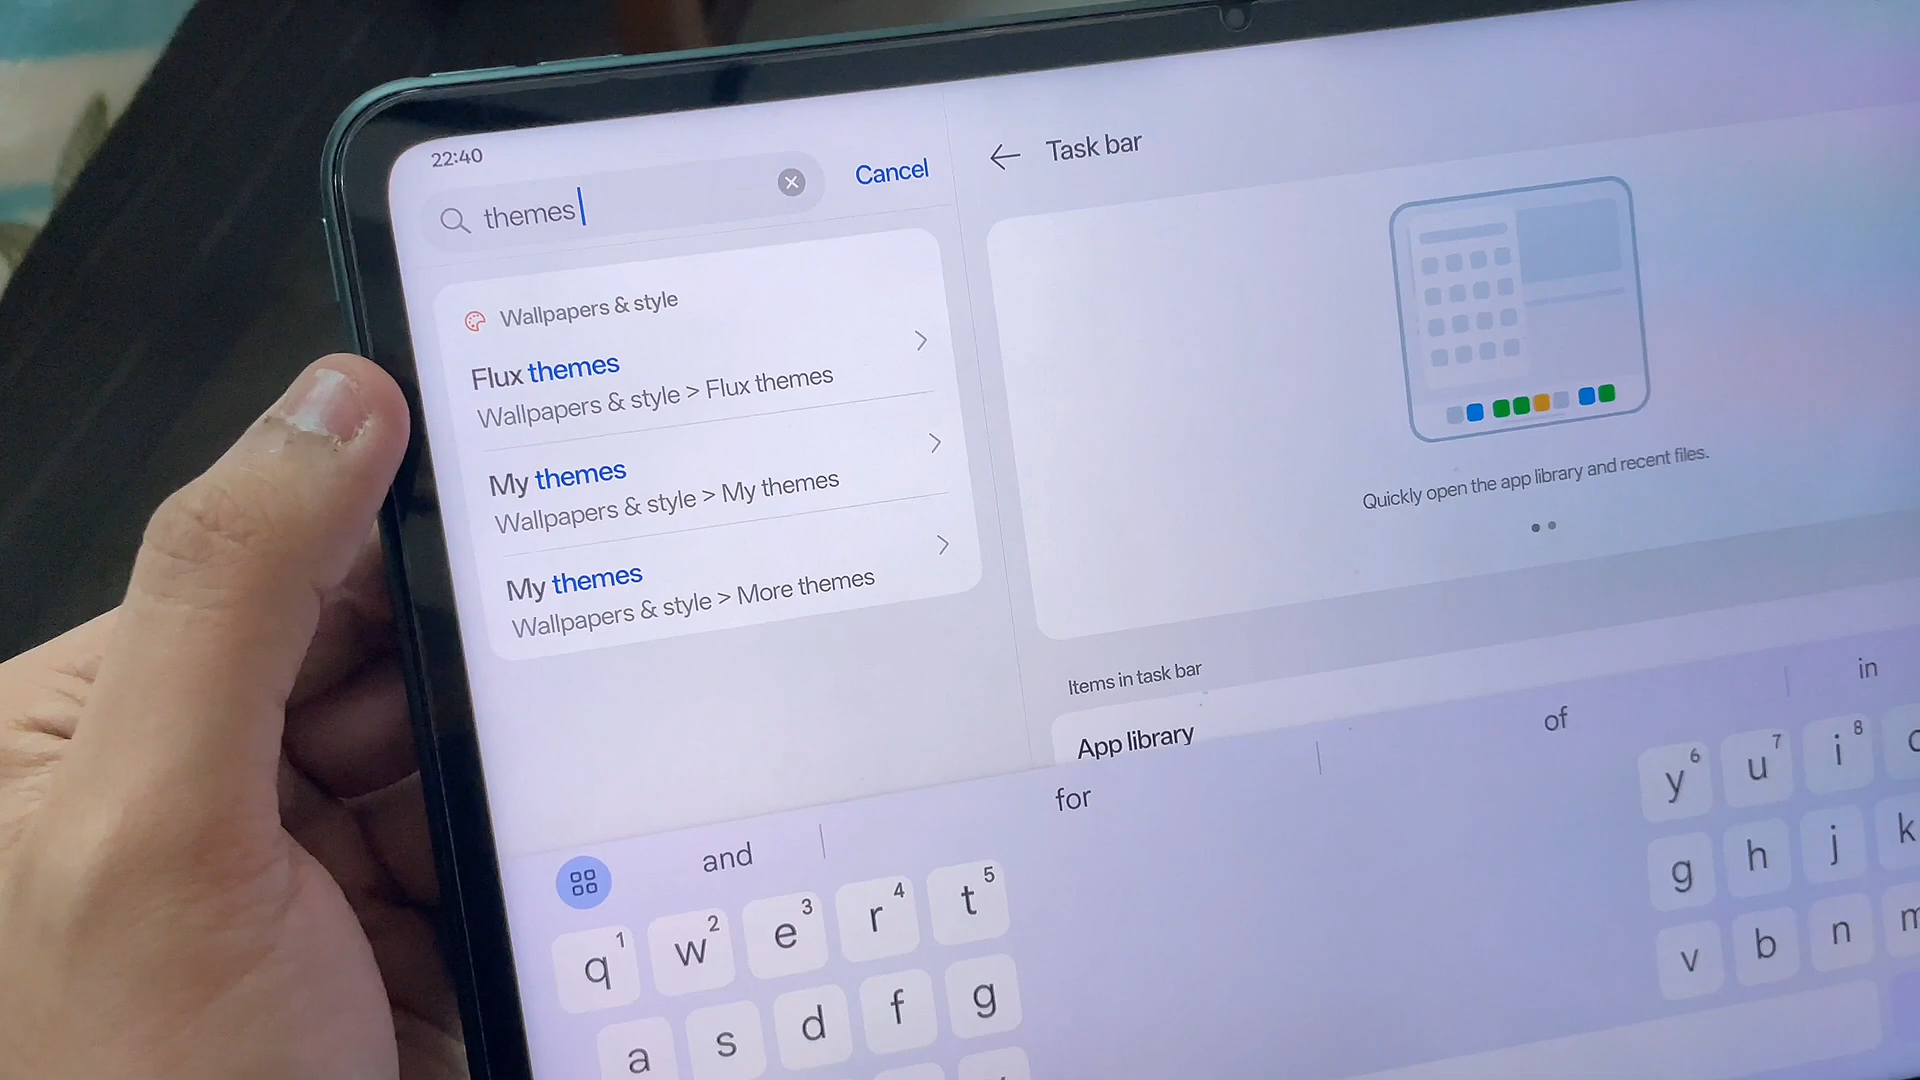 22:40
themes
Cancel
Wallpapers & style
Flux themes
Wallpapers & style > Flux themes
My themes
Wallpapers & style > My themes
My themes
Wallpapers & style > More themes
Task bar
Quickly open the app library and recent files.
Items in task bar
App library
and
for
of
in
q1 w2 e3 r4 t5
y6 u7 i8
a s d f g
g h j k
v b n